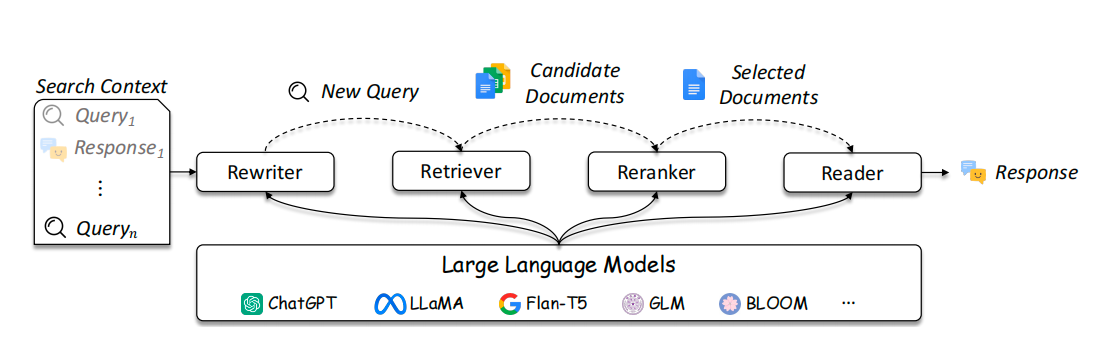 Search Context
Query1
Response1
⋮
Queryn
New Query
Candidate
Documents
Selected
Documents
Rewriter
Retriever
Reranker
Reader
Response
Large Language Models
ChatGPT
LLaMA
Flan-T5
GLM
BLOOM
...